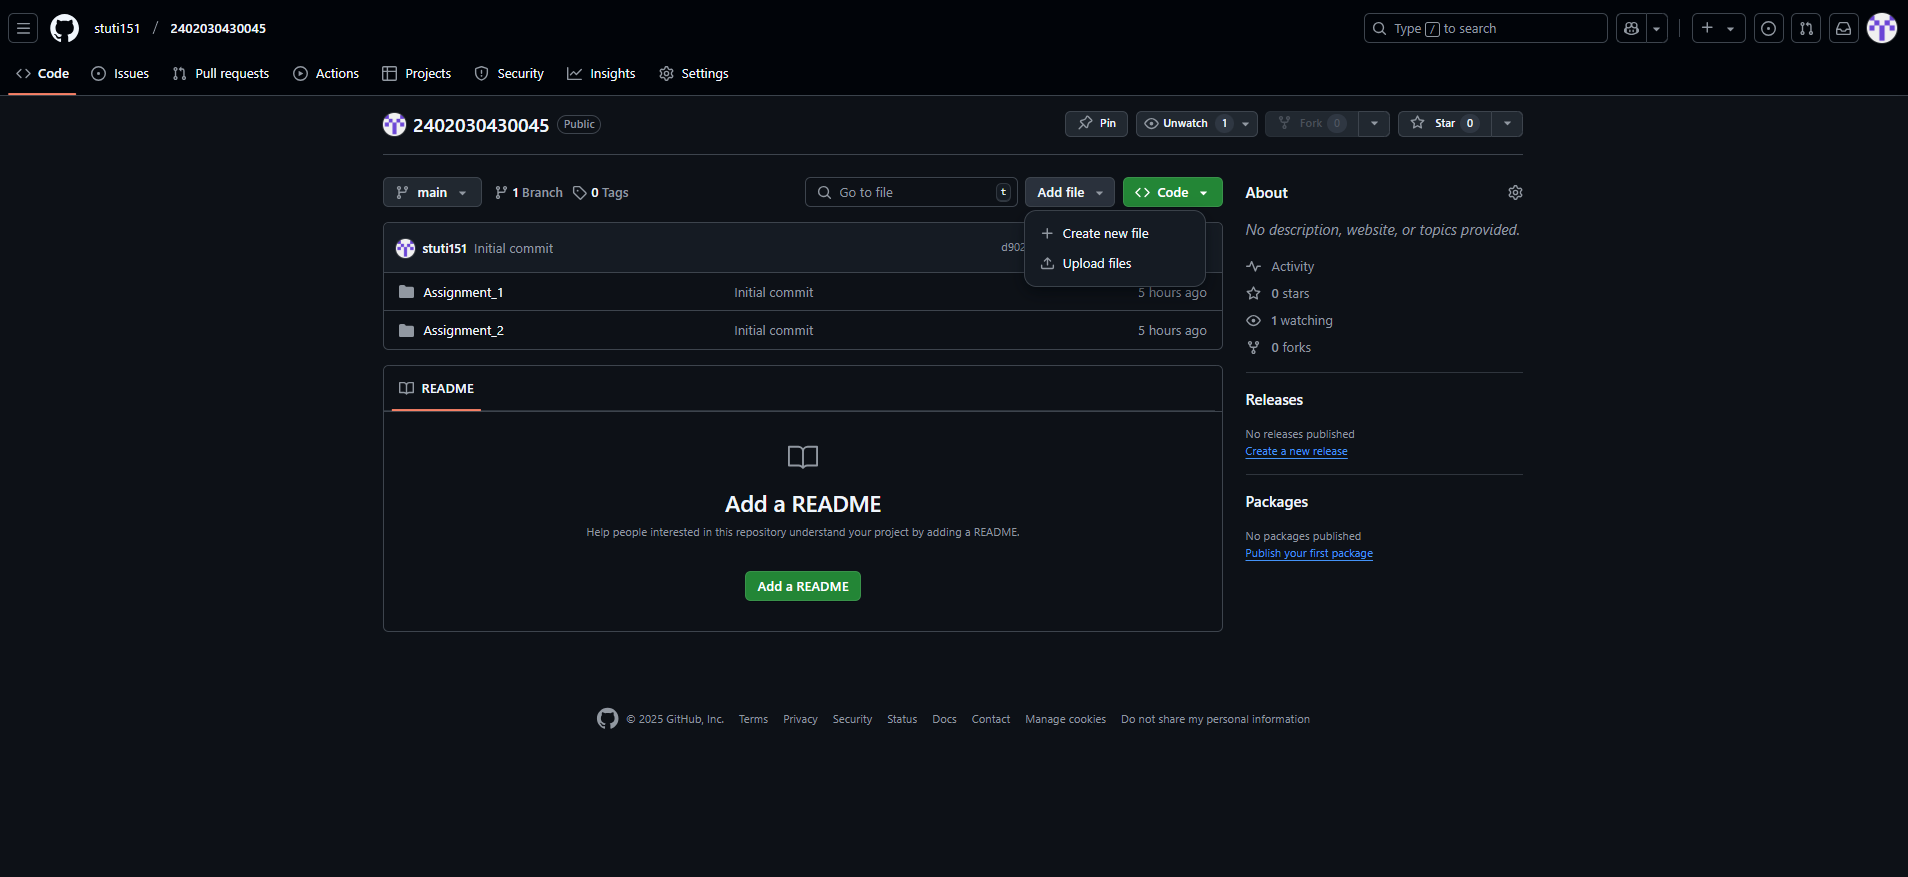 stuti151 / 2402030430045
Type / to search
Code Issues Pull requests Actions Projects Security Insights Settings
2402030430045 Public
Pin Unwatch 1 Fork 0 Star 0
main 1 Branch 0 Tags Go to file t Add file Code
Create new file
Upload files
stuti151 Initial commit d902
Assignment_1 Initial commit 5 hours ago
Assignment_2 Initial commit 5 hours ago
README
Add a README
Help people interested in this repository understand your project by adding a README.
Add a README
About
No description, website, or topics provided.
Activity
0 stars
1 watching
0 forks
Releases
No releases published
Create a new release
Packages
No packages published
Publish your first package
© 2025 GitHub, Inc. Terms Privacy Security Status Docs Contact Manage cookies Do not share my personal information